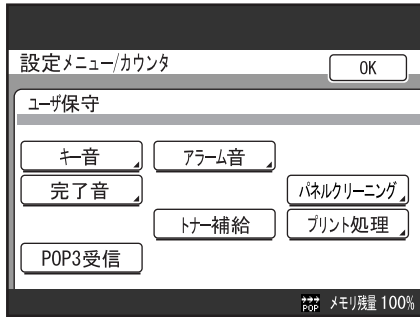 設定メニュー/カウンタ
OK
ユーザ保守
キー音 アラーム音
完了音 パネルクリーニング
トナー補給 プリント処理
POP3受信
POP メモリ残量 100%